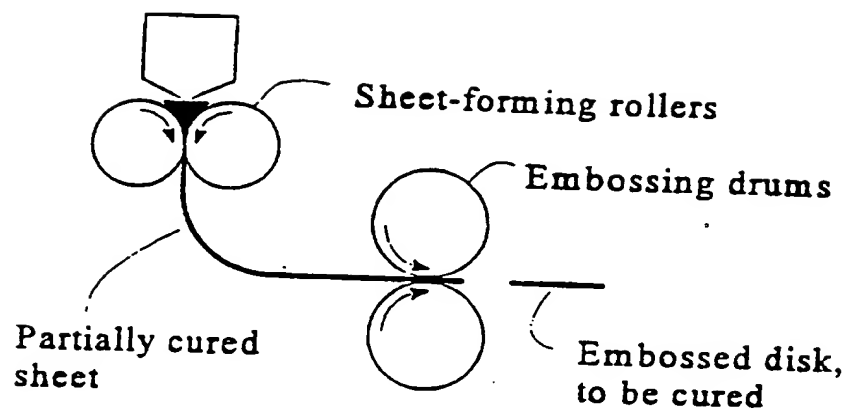 Sheet-forming rollers
Embossing drums
Partially cured
sheet
Embossed disk,
to be cured